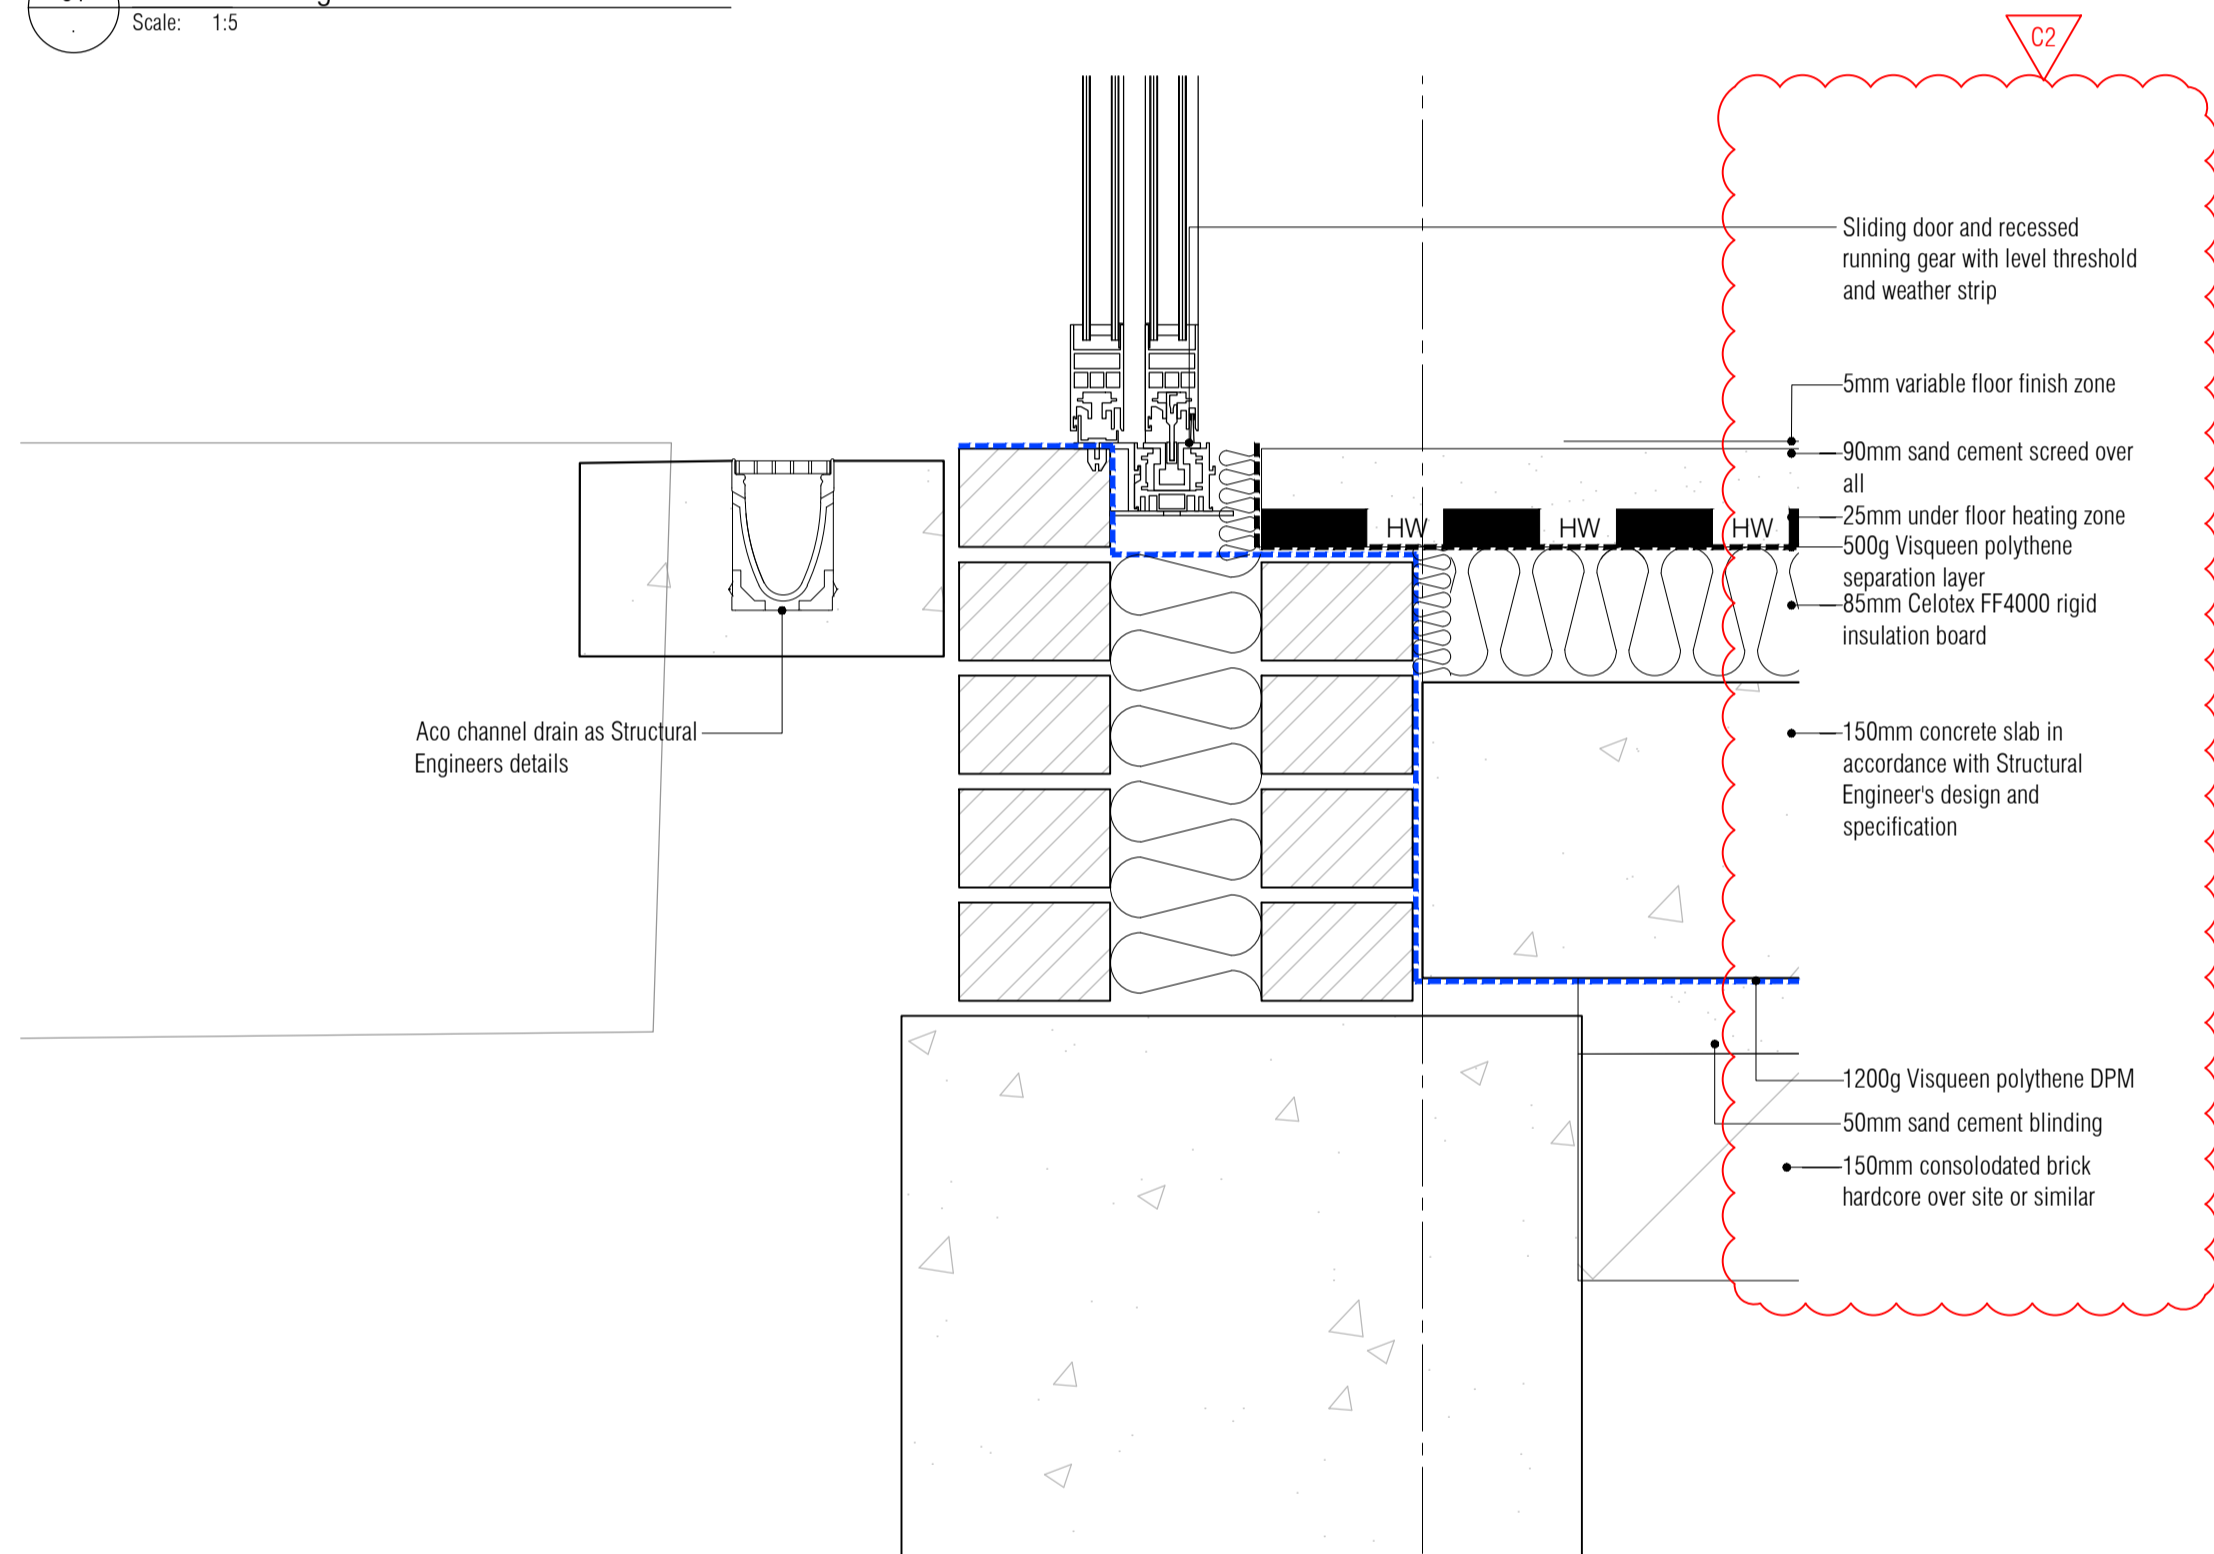 Scale: 1:5
C2
Sliding door and recessed
running gear with level threshold
and weather strip
5mm variable floor finish zone
90mm sand cement screed over
all
25mm under floor heating zone
HW HW HW
500g Visqueen polythene
separation layer
85mm Celotex FF4000 rigid
insulation board
Aco channel drain as Structural
Engineers details
150mm concrete slab in
accordance with Structural
Engineer's design and
specification
1200g Visqueen polythene DPM
50mm sand cement blinding
150mm consolodated brick
hardcore over site or similar